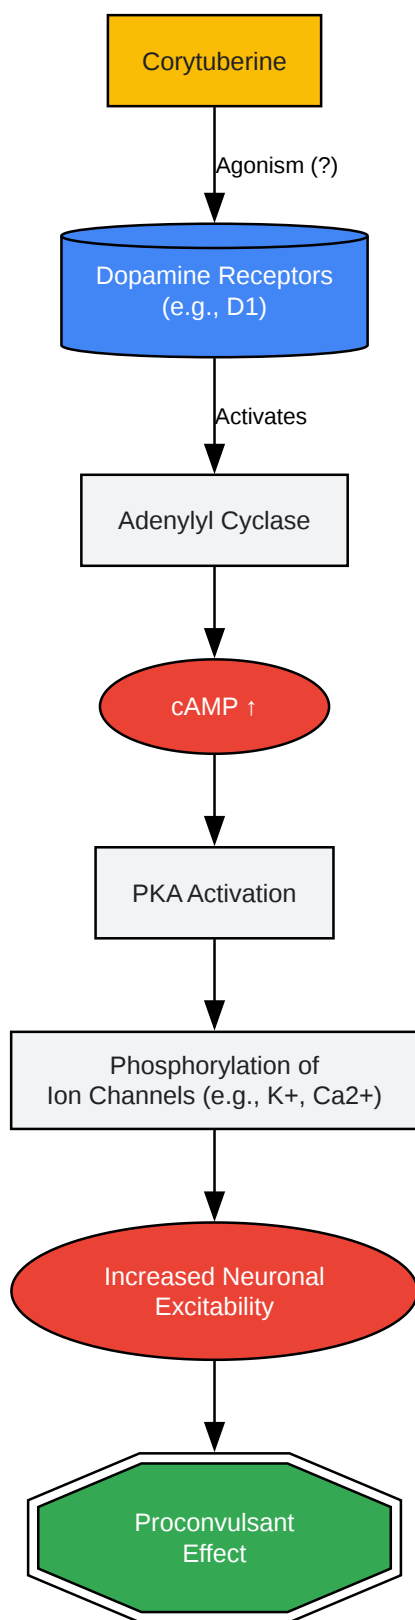 Corytuberine
Agonism (?)
Dopamine Receptors
(e.g., D1)
Activates
Adenylyl Cyclase
cAMP ↑
PKA Activation
Phosphorylation of
Ion Channels (e.g., K+, Ca2+)
Increased Neuronal
Excitability
Proconvulsant
Effect